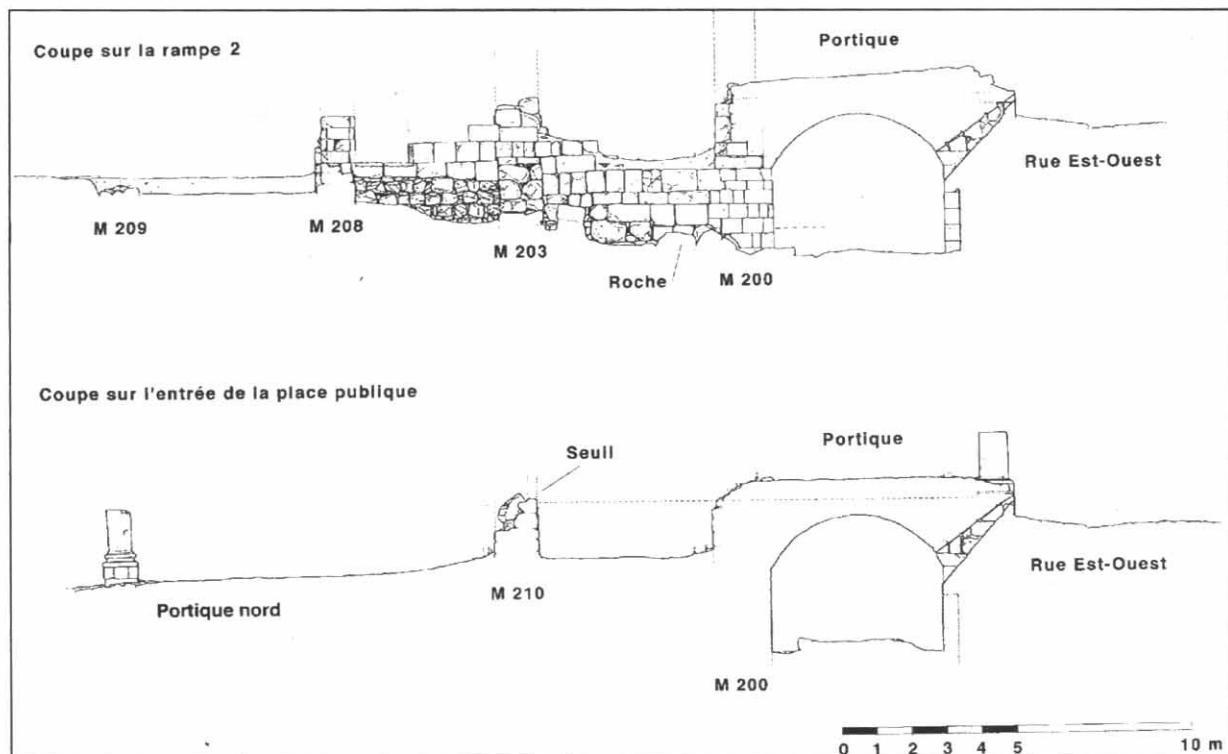 Coupe sur la rampe 2
Portique
Rue Est-Ouest
M 209
M 208
M 203
Roche
M 200
Coupe sur l'entrée de la place publique
Portique
Seuil
Rue Est-Ouest
Portique nord
M 210
M 200
0 1 2 3 4 5 10 m